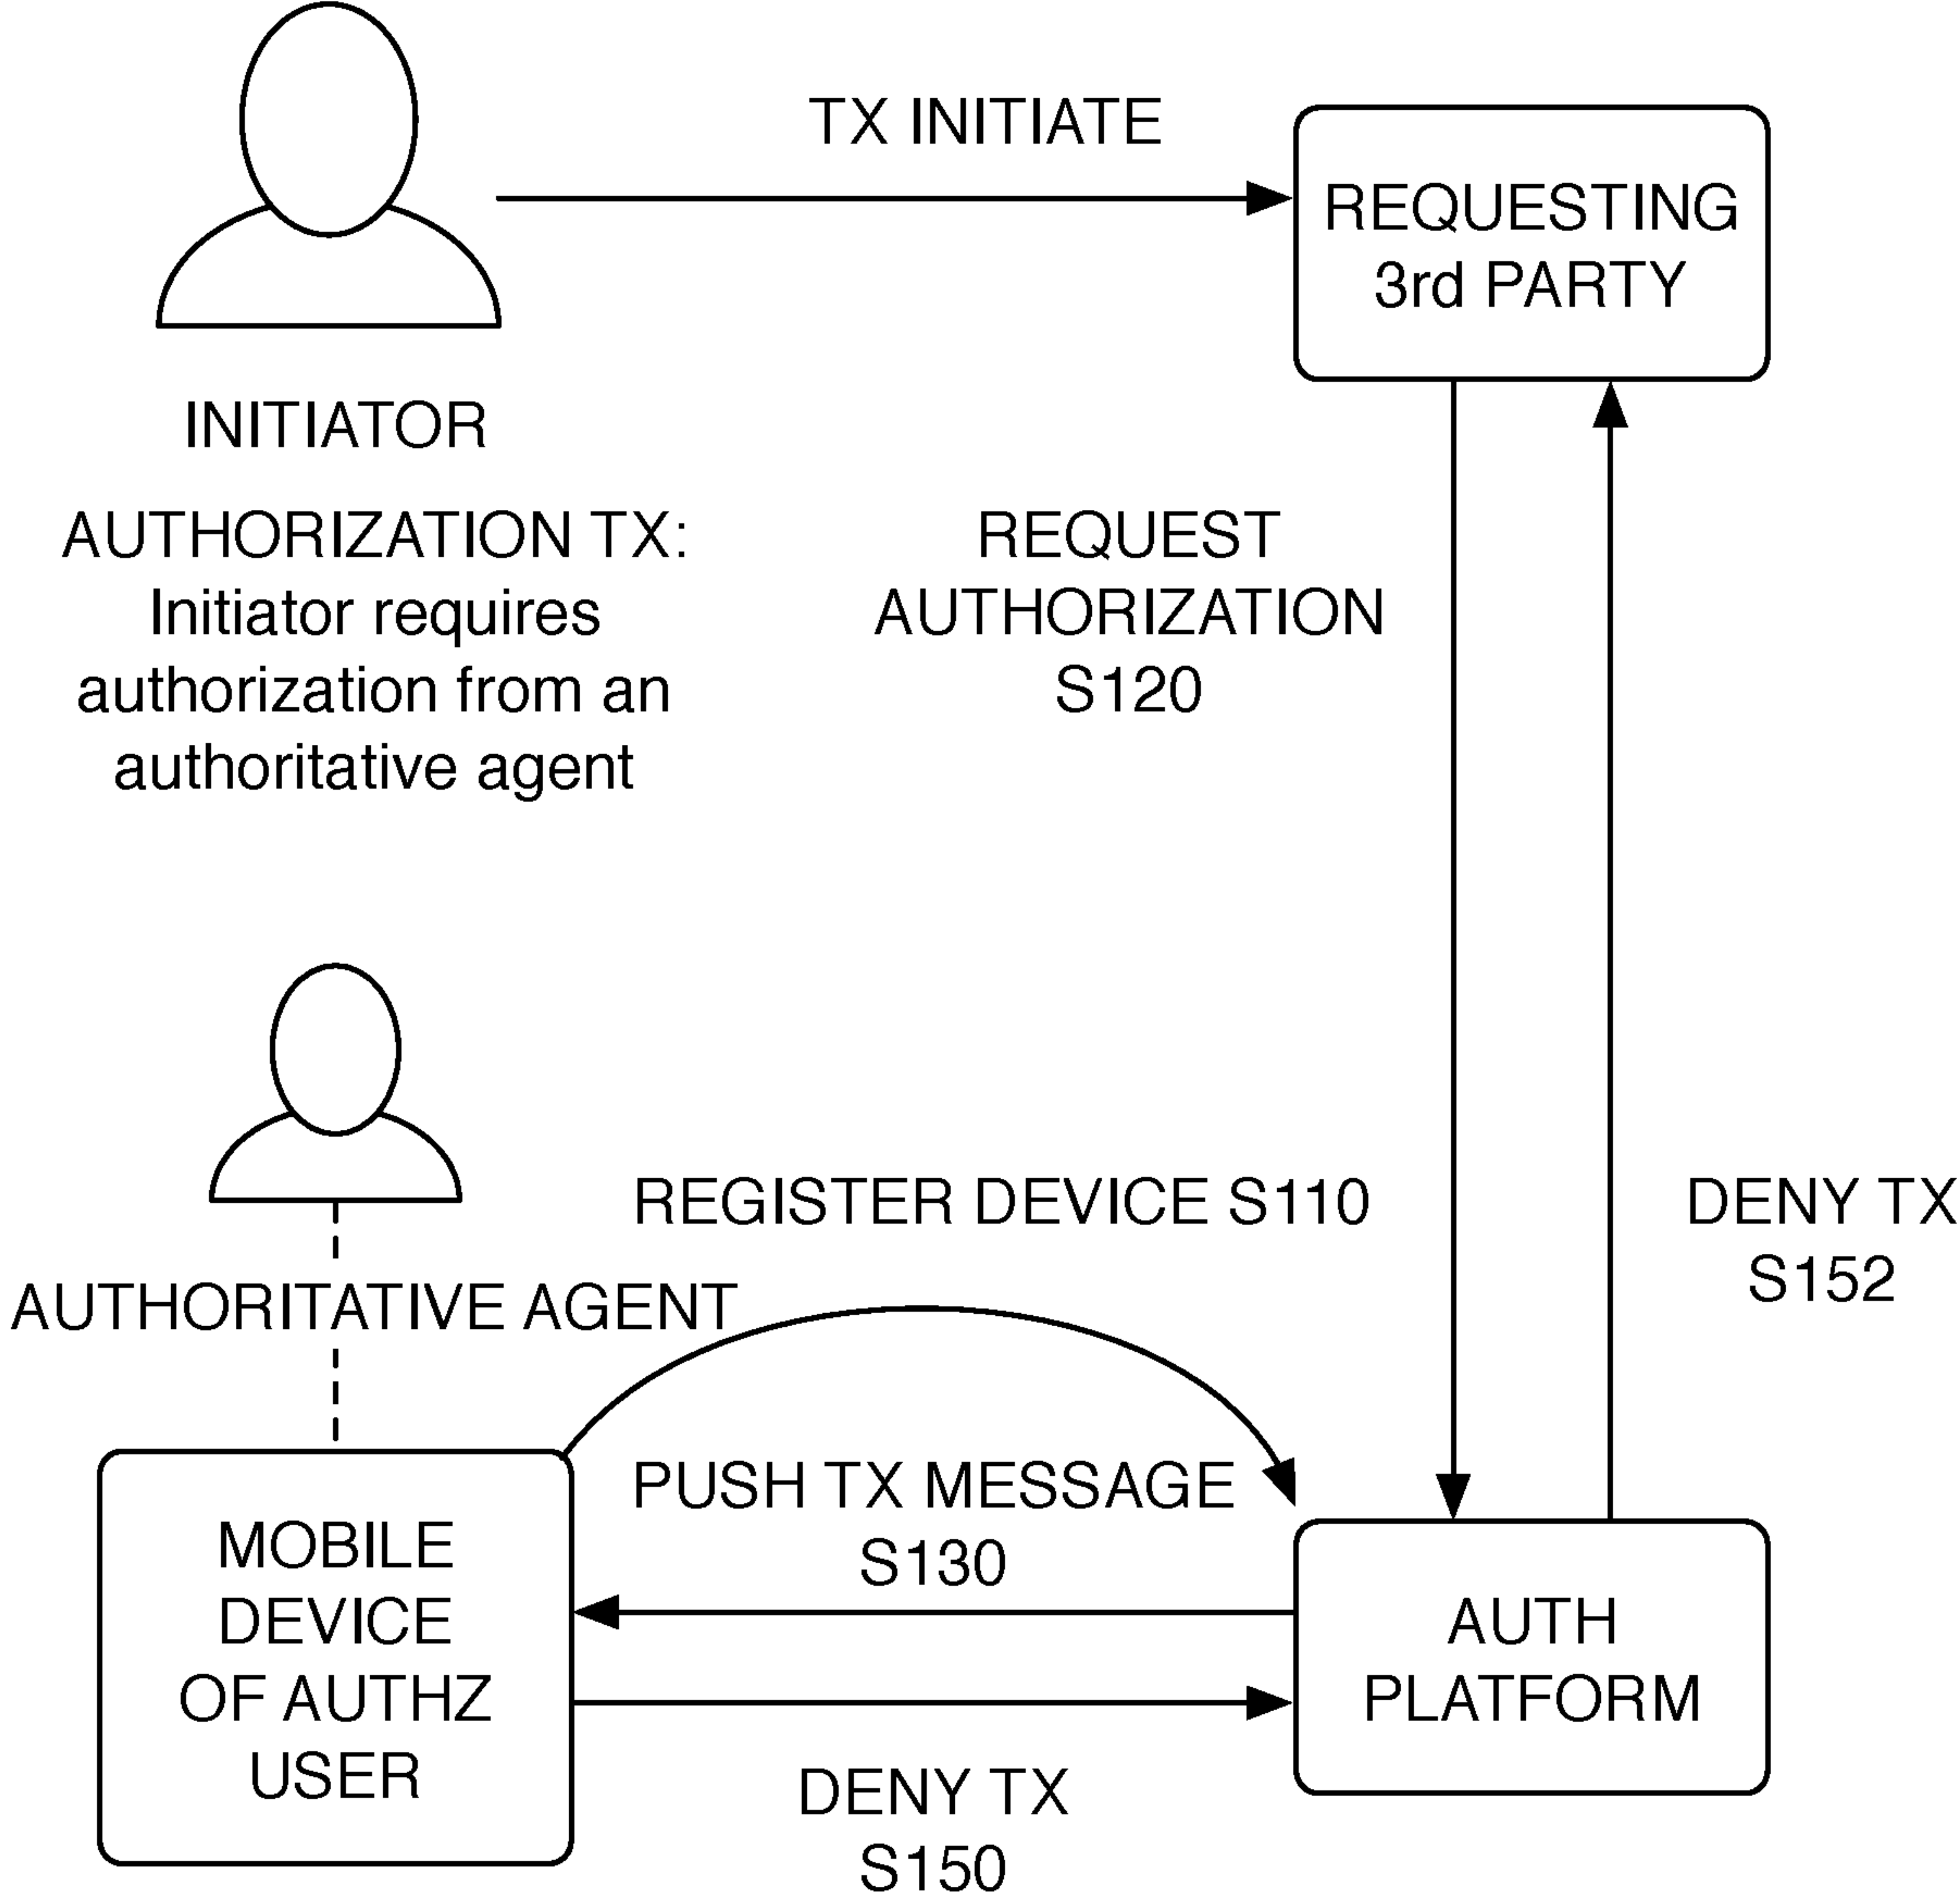 TX INITIATE
REQUESTING
3rd PARTY
INITIATOR
AUTHORIZATION TX:
Initiator requires
authorization from an
authoritative agent
REQUEST
AUTHORIZATION
S120
REGISTER DEVICE S110
DENY TX
S152
AUTHORITATIVE AGENT
PUSH TX MESSAGE
S130
MOBILE
DEVICE
OF AUTHZ
USER
AUTH
PLATFORM
DENY TX
S150